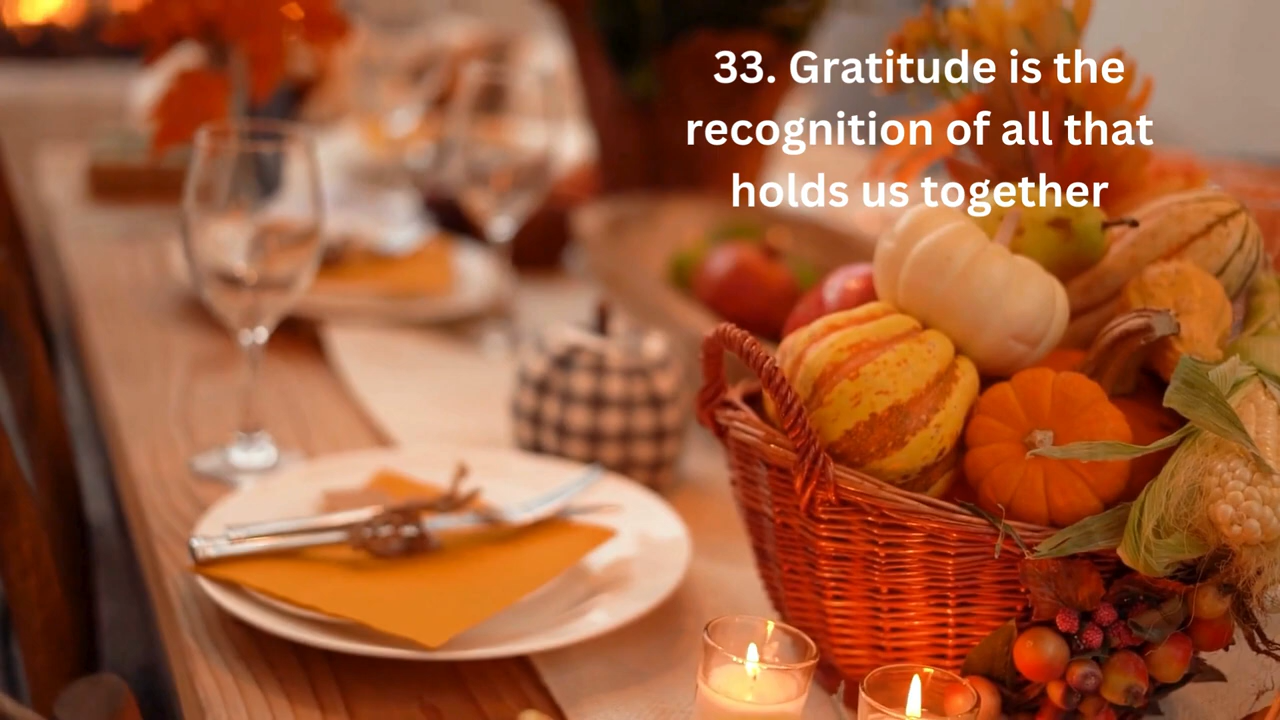 33. Gratitude is the
recognition of all that
holds us together